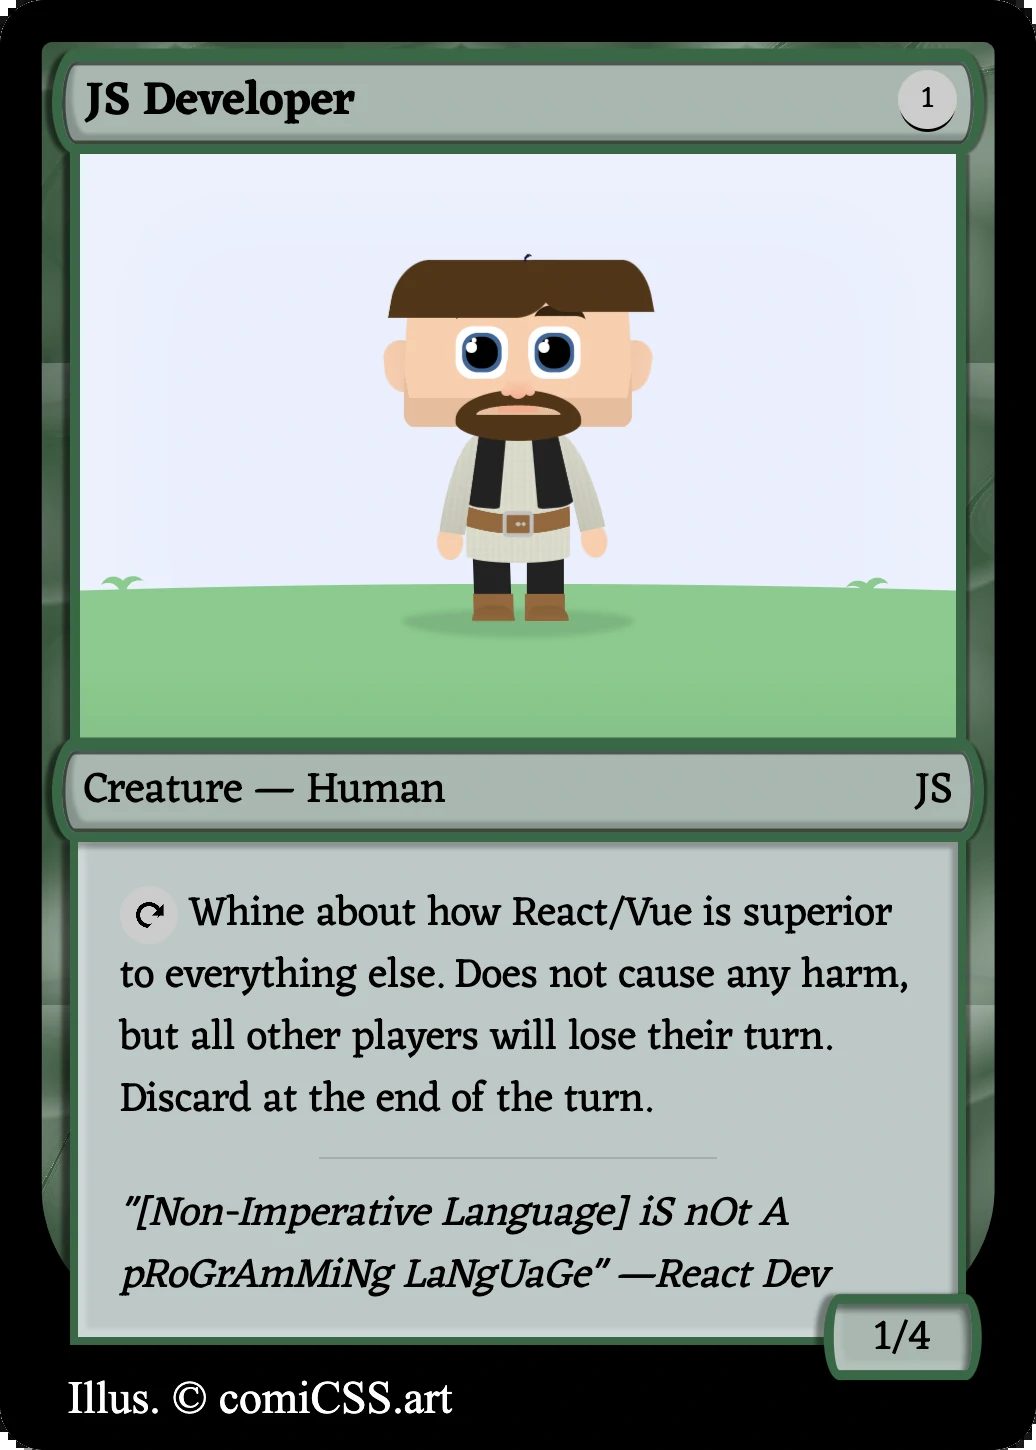 JS Developer 1
Creature — Human JS
Whine about how React/Vue is superior
to everything else. Does not cause any harm,
but all other players will lose their turn.
Discard at the end of the turn.
"[Non-Imperative Language] iS nOt A
pRoGrAmMiNg LaNgUaGe" —React Dev
1/4
Illus. © comiCSS.art